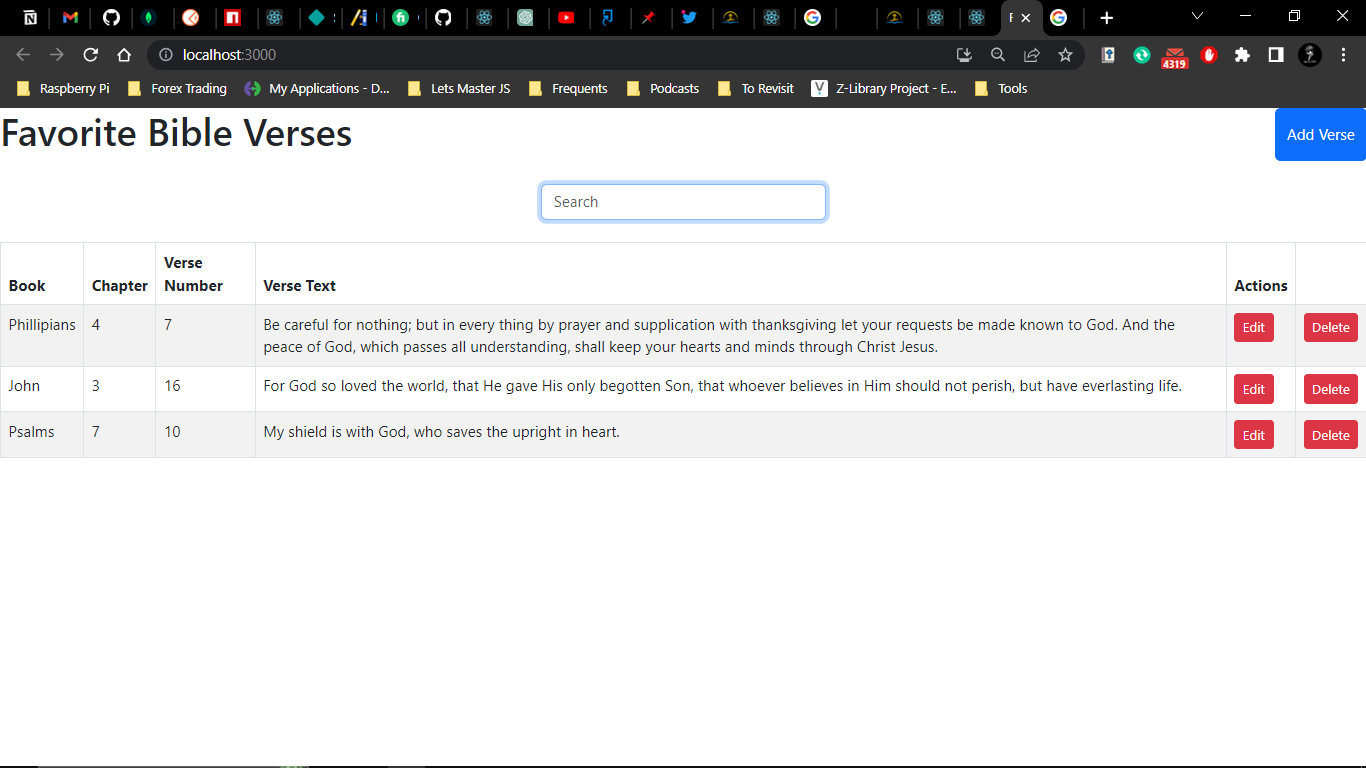 localhost:3000
4319
Raspberry Pi Forex Trading My Applications - D... Lets Master JS Frequents Podcasts To Revisit Z-Library Project - E... Tools
Favorite Bible Verses
Add Verse
Search
Book Chapter Verse Number Verse Text Actions
Phillipians 4 7 Be careful for nothing; but in every thing by prayer and supplication with thanksgiving let your requests be made known to God. And the
peace of God, which passes all understanding, shall keep your hearts and minds through Christ Jesus.
Edit Delete
John 3 16 For God so loved the world, that He gave His only begotten Son, that whoever believes in Him should not perish, but have everlasting life. Edit Delete
Psalms 7 10 My shield is with God, who saves the upright in heart. Edit Delete